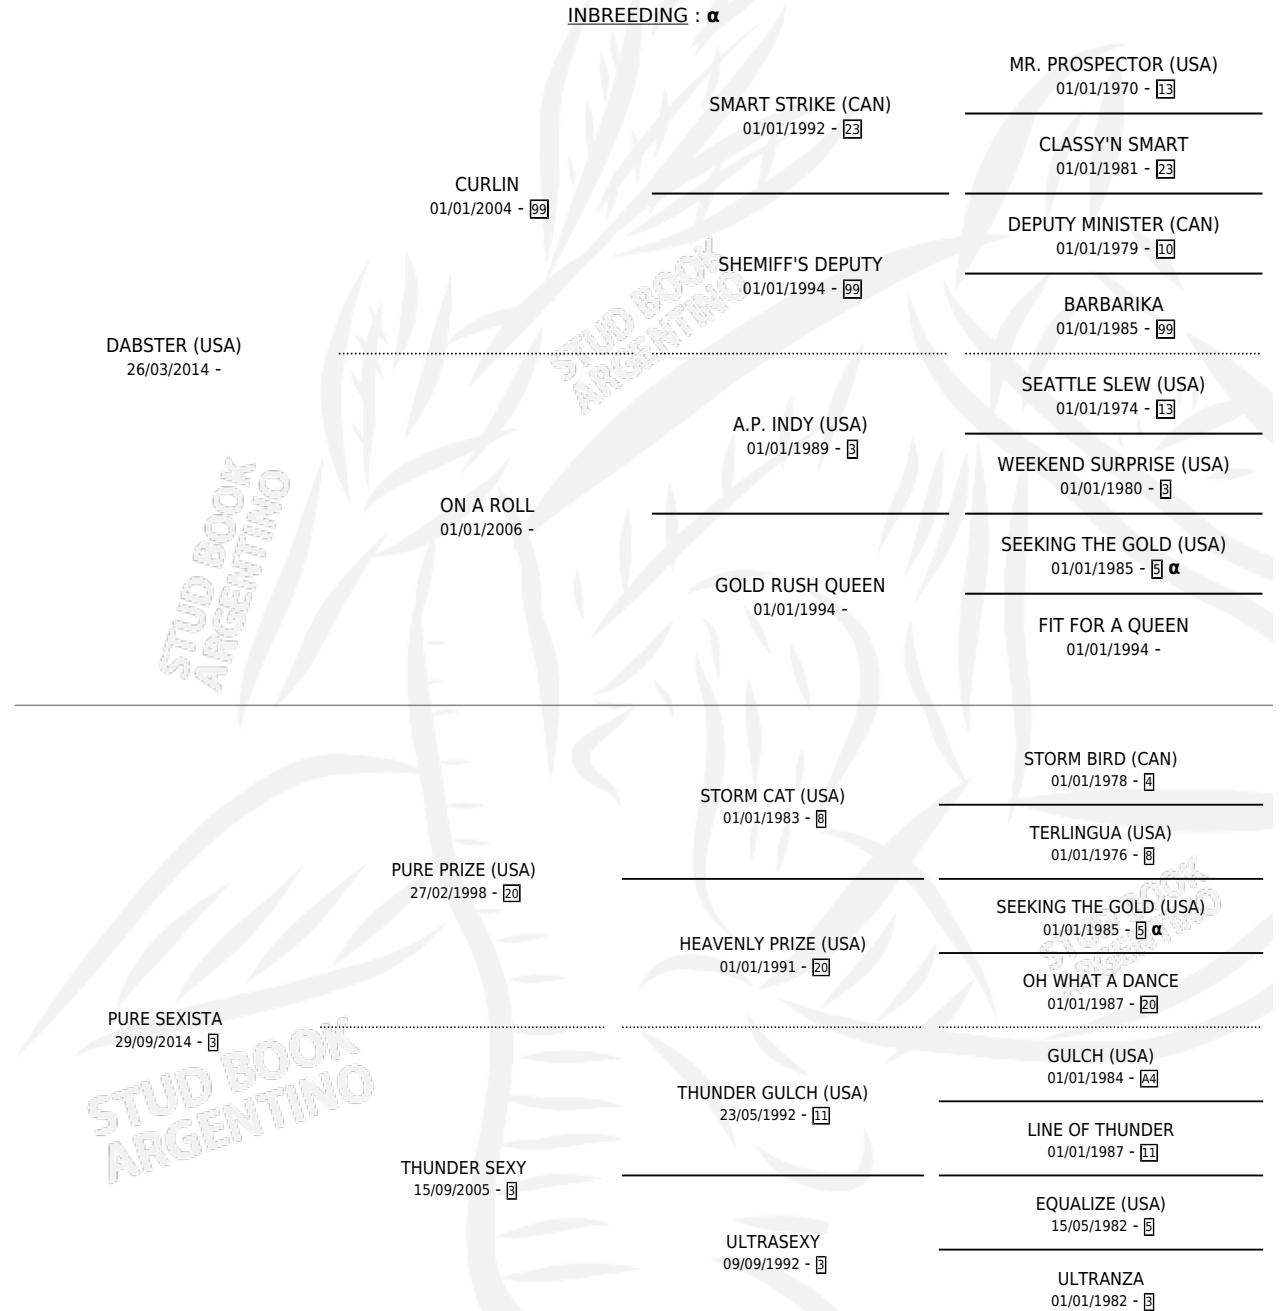 INBREEDING : α
MR. PROSPECTOR (USA)
01/01/1970 - 13
SMART STRIKE (CAN)
01/01/1992 - 23
CLASSY'N SMART
01/01/1981 - 23
CURLIN
01/01/2004 - 99
DEPUTY MINISTER (CAN)
01/01/1979 - 10
SHEMIFF'S DEPUTY
01/01/1994 - 99
BARBARIKA
01/01/1985 - 99
DABSTER (USA)
26/03/2014 -
SEATTLE SLEW (USA)
01/01/1974 - 13
A.P. INDY (USA)
01/01/1989 - 3
WEEKEND SURPRISE (USA)
01/01/1980 - 3
ON A ROLL
01/01/2006 -
SEEKING THE GOLD (USA)
01/01/1985 - 5 α
GOLD RUSH QUEEN
01/01/1994 -
FIT FOR A QUEEN
01/01/1994 -
STORM BIRD (CAN)
01/01/1978 - 4
STORM CAT (USA)
01/01/1983 - 8
TERLINGUA (USA)
01/01/1976 - 8
PURE PRIZE (USA)
27/02/1998 - 20
SEEKING THE GOLD (USA)
01/01/1985 - 5 α
HEAVENLY PRIZE (USA)
01/01/1991 - 20
OH WHAT A DANCE
01/01/1987 - 20
PURE SEXISTA
29/09/2014 - 3
GULCH (USA)
01/01/1984 - A4
THUNDER GULCH (USA)
23/05/1992 - 11
LINE OF THUNDER
01/01/1987 - 11
THUNDER SEXY
15/09/2005 - 3
EQUALIZE (USA)
15/05/1982 - 5
ULTRASEXY
09/09/1992 - 3
ULTRANZA
01/01/1982 - 3
STUD BOOK
ARGENTINO
STUD BOOK
ARGENTINO
STUD BOOK
ARGENTINO
STUD BOOK
ARGENTINO